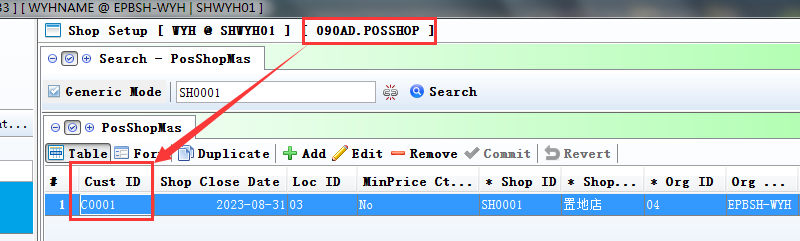 33 ] [ WYHNAME @ EPBSH-WYH | SHWYH01 ]
Shop Setup [ WYH @ SHWYH01 ] [ 090AD.POSSHOP ]
Search - PosShopMas
Generic Mode SH0001 Search
at...
PosShopMas
Table Form Duplicate Add Edit Remove Commit Revert
# Cust ID Shop Close Date Loc ID MinPrice Ct... * Shop ID * Shop... * Org ID Org ...
1 C0001 2023-08-31 03 No SH0001 置地店 04 EPBSH-WYH